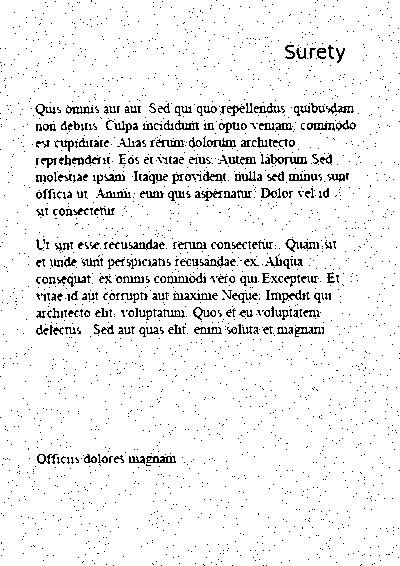 Surety
Quis omnis aut aut. Sed qui quo repellendus, quibusdam
non debitis. Culpa incididunt in optio veniam, commodo
est cupiditate. Alias rerum dolorum architecto
reprehenderit. Eos et vitae eius. Autem laborum Sed
molestiae ipsam. Itaque provident, nulla sed minus sunt
officia ut. Animi, eum quis aspernatur. Dolor vel id
sit consectetur.
Ut sint esse recusandae, rerum consectetur. Quam sit
et unde sunt perspiciatis recusandae, ex. Aliqua
consequat, ex omnis commodi vero qui Excepteur. Et
vitae id aut corrupti aut maxime Neque. Impedit qui
architecto elit, voluptatum. Quos et eu voluptatem
delectus. Sed aut quas elit, enim soluta et magnam
Officiis dolores magnam